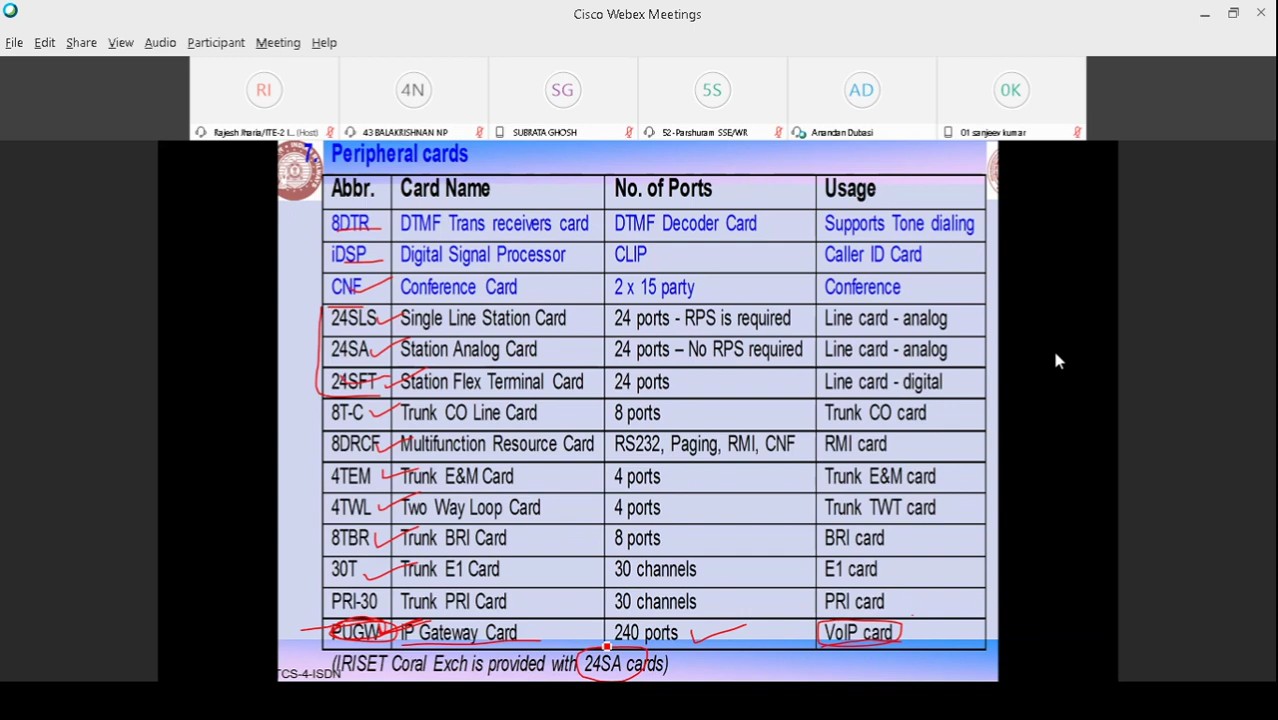 Cisco Webex Meetings
File Edit Share View Audio Participant Meeting Help
RI 4N SG 5S AD 0K
Rajesh Jharia/ITE-2 I... (Host) 43 BALAKRISHNAN NP SUBRATA GHOSH 52-Parshuram SSE/WR Anandan Dubasi 01 sanjeev kumar
7. Peripheral cards
Abbr. Card Name No. of Ports Usage
8DTR DTMF Trans receivers card DTMF Decoder Card Supports Tone dialing
iDSP Digital Signal Processor CLIP Caller ID Card
CNF Conference Card 2 x 15 party Conference
24SLS Single Line Station Card 24 ports - RPS is required Line card - analog
24SA Station Analog Card 24 ports – No RPS required Line card - analog
24SFT Station Flex Terminal Card 24 ports Line card - digital
8T-C Trunk CO Line Card 8 ports Trunk CO card
8DRCF Multifunction Resource Card RS232, Paging, RMI, CNF RMI card
4TEM Trunk E&M Card 4 ports Trunk E&M card
4TWL Two Way Loop Card 4 ports Trunk TWT card
8TBR Trunk BRI Card 8 ports BRI card
30T Trunk E1 Card 30 channels E1 card
PRI-30 Trunk PRI Card 30 channels PRI card
PUGW IP Gateway Card 240 ports VoIP card
(IRISET Coral Exch is provided with 24SA cards)
TCS-4-ISDN